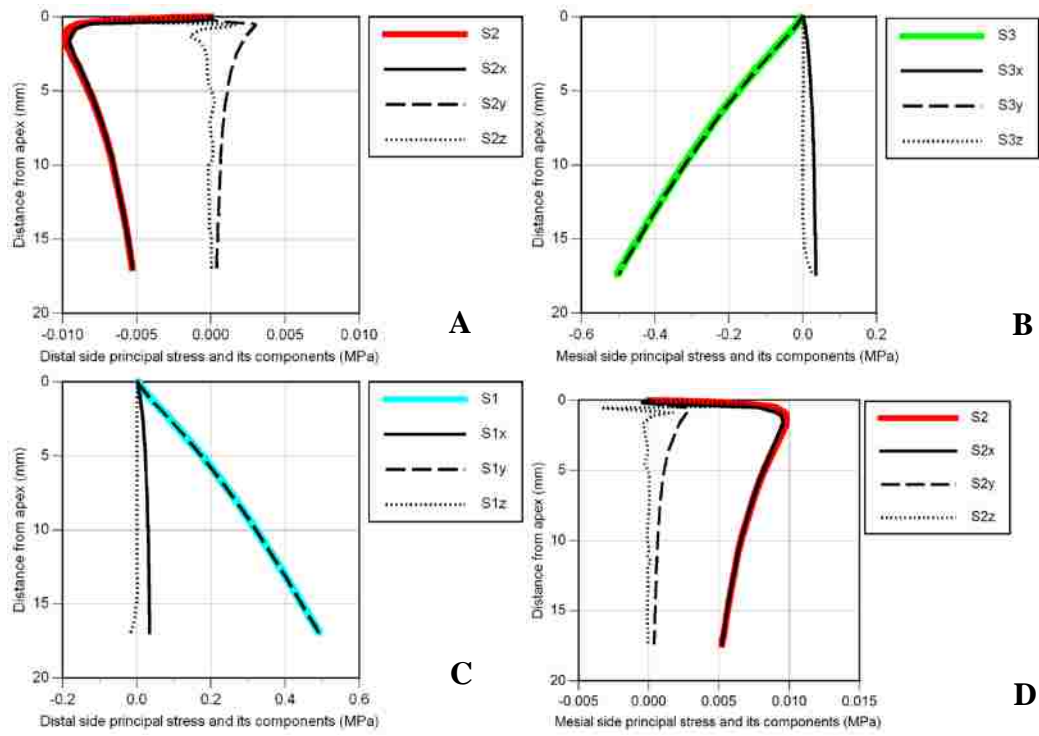 0
5
10
15
20
Distance from apex (mm)
-0.010
-0.005
0.000
0.005
0.010
Distal side principal stress and its components (MPa)
S2
S2x
S2y
S2z
A
0
5
10
15
20
Distance from apex (mm)
-0.6
-0.4
-0.2
0.0
0.2
Mesial side principal stress and its components (MPa)
S3
S3x
S3y
S3z
B
0
5
10
15
20
Distance from apex (mm)
-0.2
0.0
0.2
0.4
0.6
Distal side principal stress and its components (MPa)
S1
S1x
S1y
S1z
C
0
5
10
15
20
Distance from apex (mm)
-0.005
0.000
0.005
0.010
0.015
Mesial side principal stress and its components (MPa)
S2
S2x
S2y
S2z
D